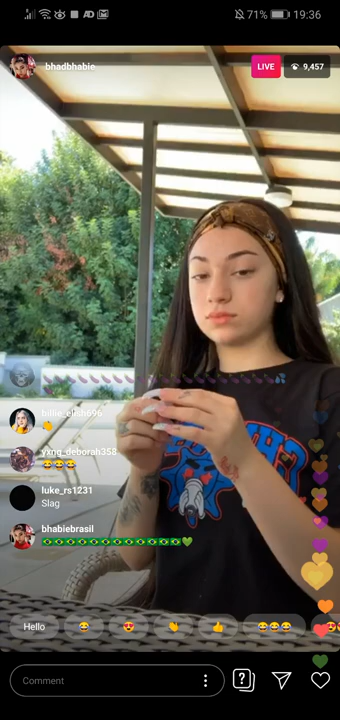 71% 19:36
bhadbhabie LIVE 9,457
billie_eilish696
yxng_deborah358
😂😂😂
luke_rs1231
Slag
bhabiebrasil
🇧🇷🇧🇷🇧🇷🇧🇷🇧🇷🇧🇷🇧🇷🇧🇷🇧🇷🇧🇷🇧🇷🇧🇷💚
Hello 😂 😍 👏 👍 😂😂😂
Comment